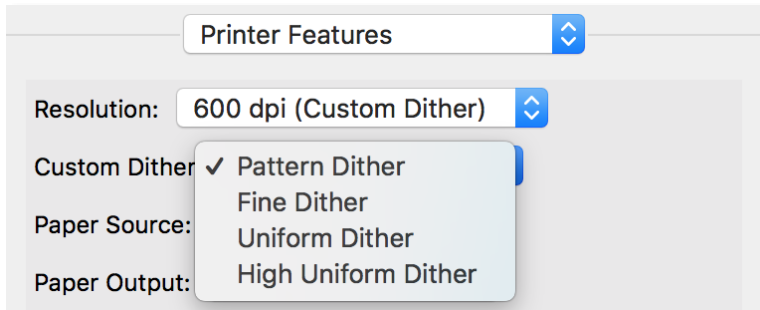 Printer Features
Resolution: 600 dpi (Custom Dither)
Custom Dither ✓ Pattern Dither
Fine Dither
Paper Source: Uniform Dither
Paper Output: High Uniform Dither